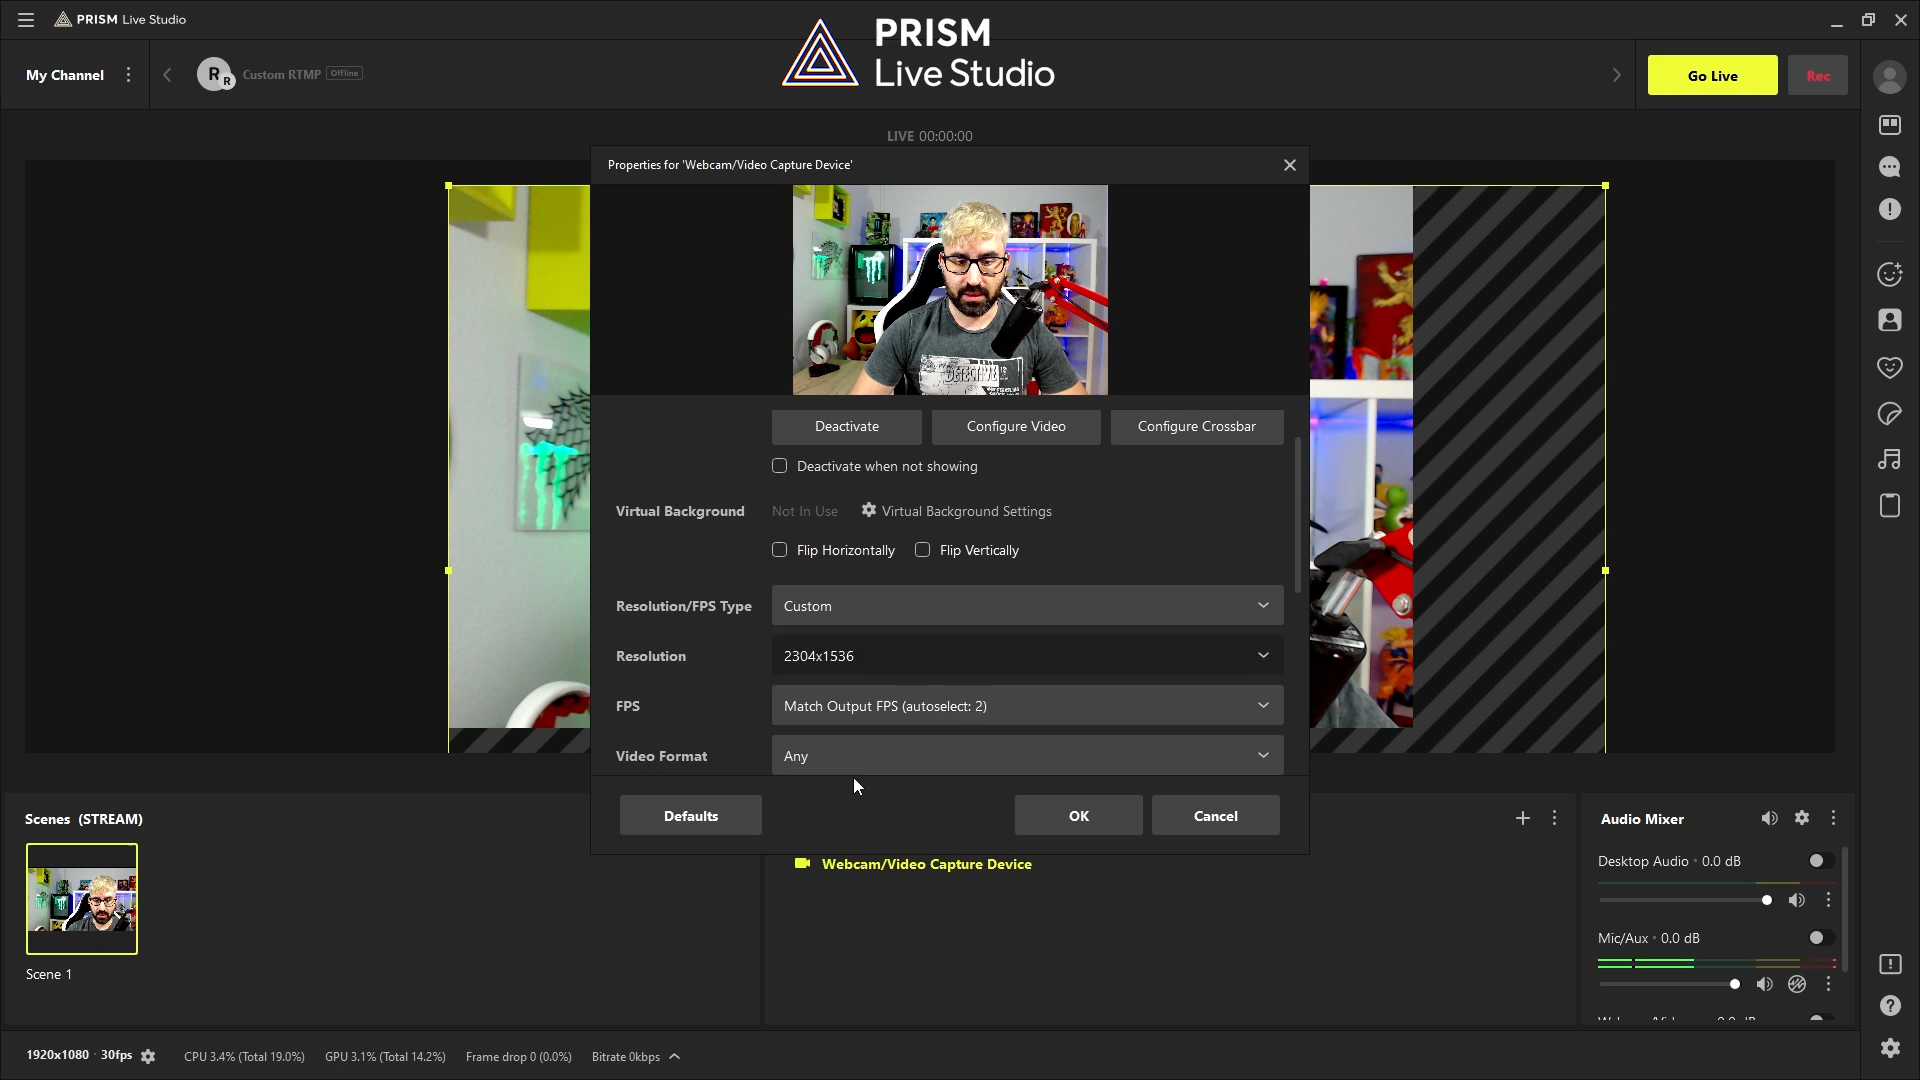 PRISM Live Studio
PRISM
Live Studio
My Channel
R
R
Custom RTMP
Offline
Go Live
Rec
LIVE 00:00:00
Properties for 'Webcam/Video Capture Device'
Deactivate
Configure Video
Configure Crossbar
Deactivate when not showing
Virtual Background
Not In Use
Virtual Background Settings
Flip Horizontally
Flip Vertically
Resolution/FPS Type
Custom
Resolution
2304x1536
FPS
Match Output FPS (autoselect: 2)
Video Format
Any
Defaults
OK
Cancel
Scenes (STREAM)
Scene 1
Webcam/Video Capture Device
Audio Mixer
Desktop Audio • 0.0 dB
Mic/Aux • 0.0 dB
1920x1080 · 30fps
CPU 3.4% (Total 19.0%)
GPU 3.1% (Total 14.2%)
Frame drop 0 (0.0%)
Bitrate 0kbps